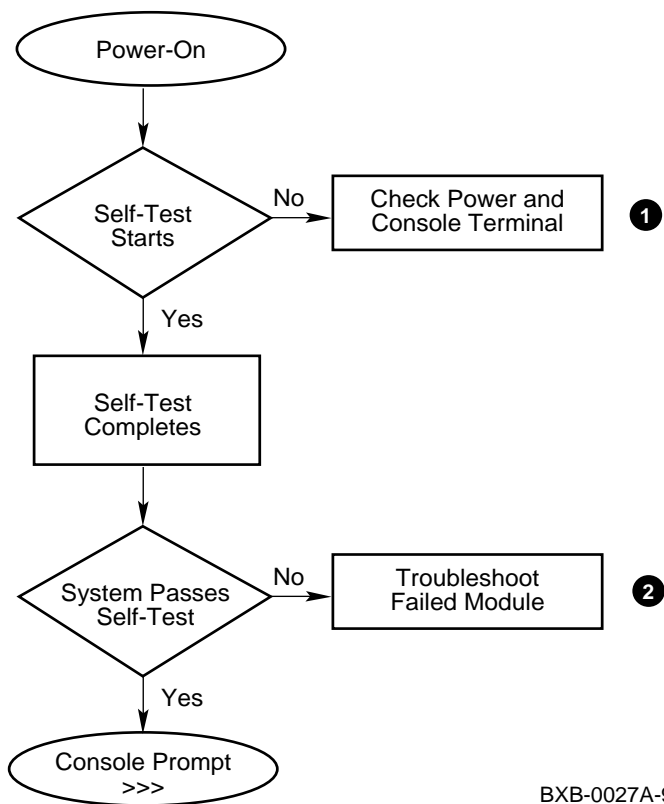 Power-On
Self-Test
Starts
No
Check Power and
Console Terminal
1
Yes
Self-Test
Completes
System Passes
Self-Test
No
Troubleshoot
Failed Module
2
Yes
Console Prompt
>>>